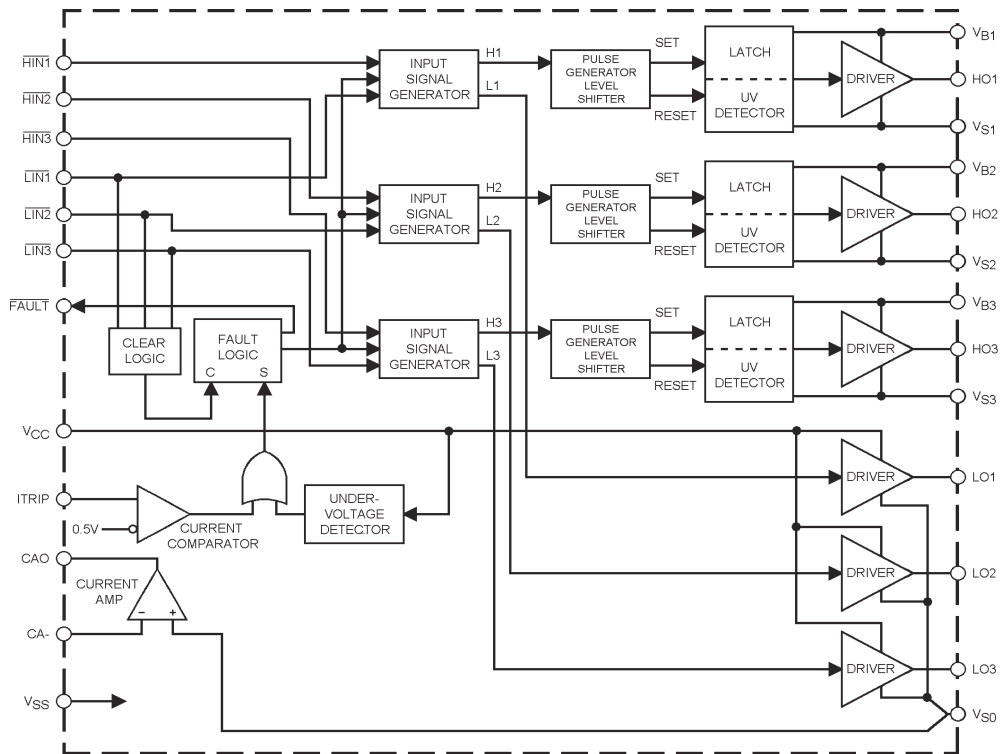 HIN1
HIN2
HIN3
LIN1
LIN2
LIN3
FAULT
VCC
ITRIP
0.5V
CAO
CA-
VSS
CLEAR
LOGIC
FAULT
LOGIC
C S
CURRENT
COMPARATOR
UNDER-
VOLTAGE
DETECTOR
CURRENT
AMP
- +
INPUT
SIGNAL
GENERATOR
H1
L1
PULSE
GENERATOR
LEVEL
SHIFTER
SET
RESET
LATCH
UV
DETECTOR
DRIVER
VB1
HO1
VS1
INPUT
SIGNAL
GENERATOR
H2
L2
PULSE
GENERATOR
LEVEL
SHIFTER
SET
RESET
LATCH
UV
DETECTOR
DRIVER
VB2
HO2
VS2
INPUT
SIGNAL
GENERATOR
H3
L3
PULSE
GENERATOR
LEVEL
SHIFTER
SET
RESET
LATCH
UV
DETECTOR
DRIVER
VB3
HO3
VS3
DRIVER
LO1
DRIVER
LO2
DRIVER
LO3
VS0